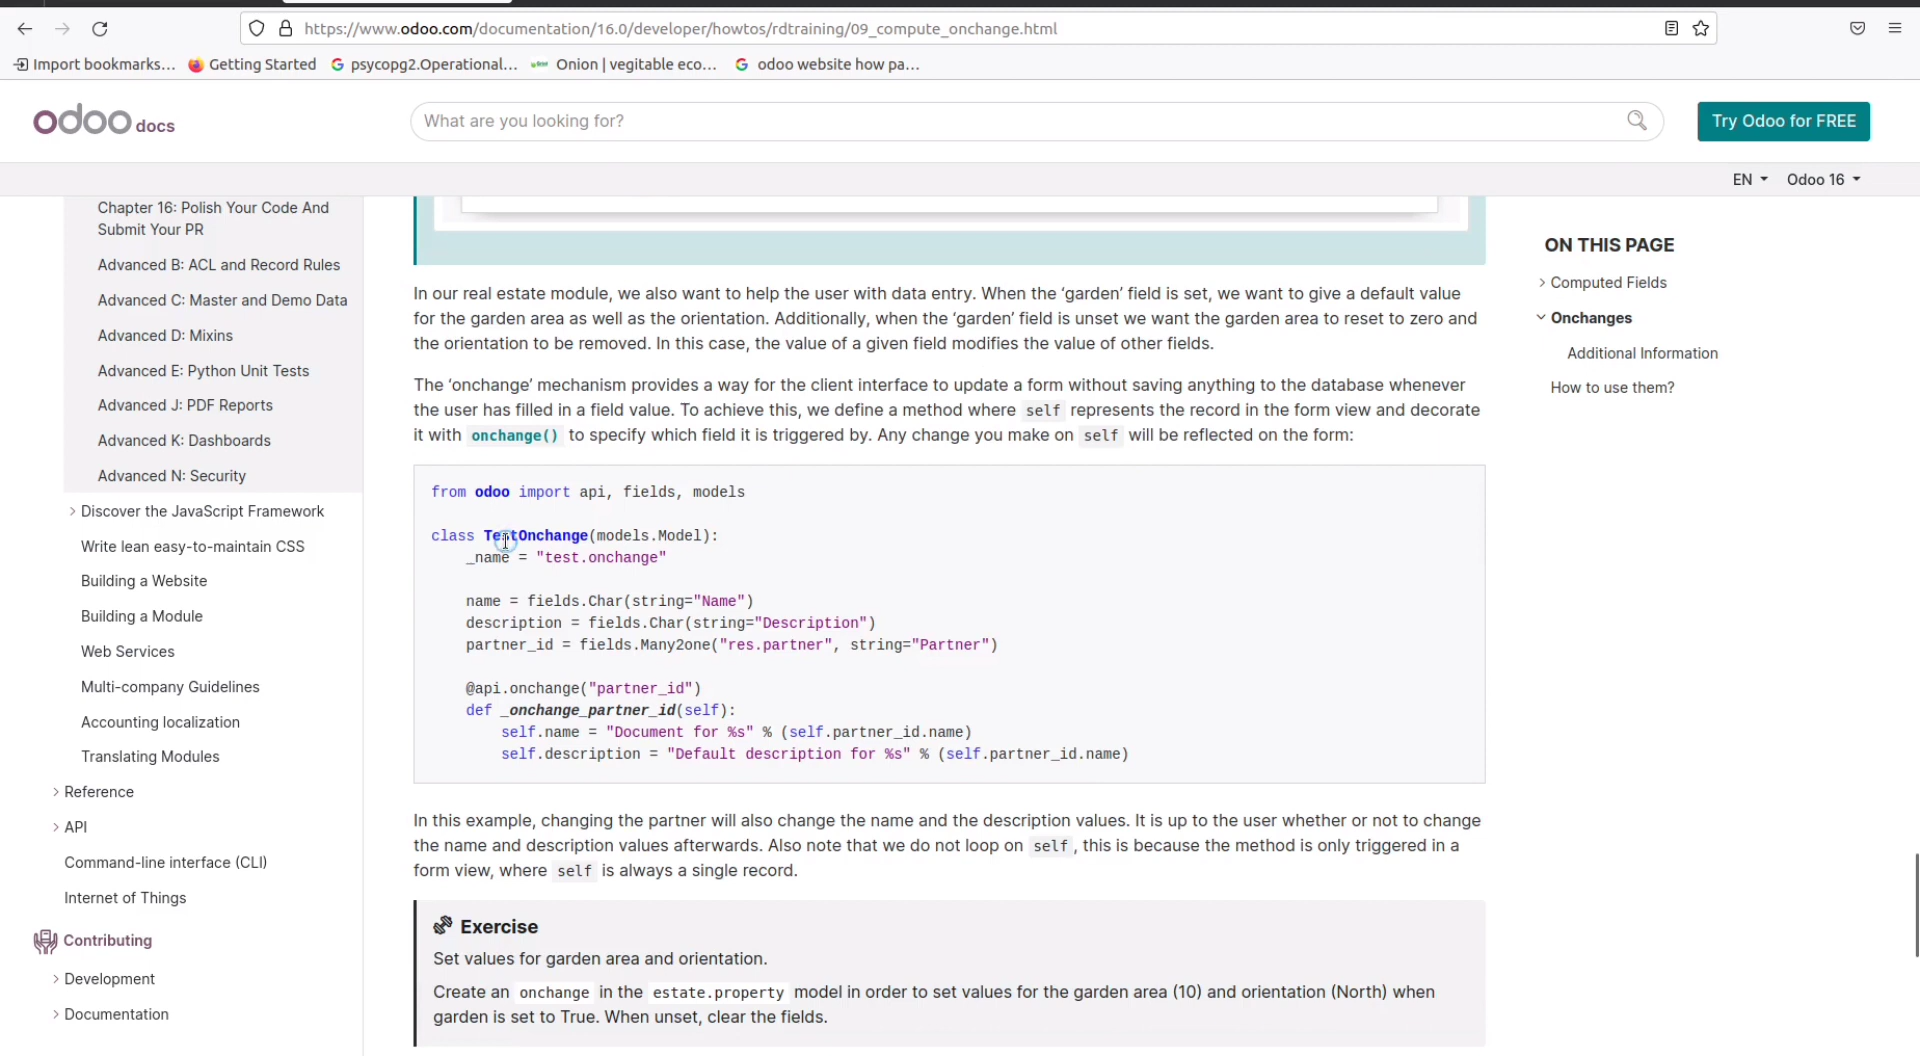 https://www.odoo.com/documentation/16.0/developer/howtos/rdtraining/09_compute_onchange.html
Import bookmarks... Getting Started psycopg2.Operational... Onion | vegitable eco... odoo website how pa...
odoo docs
What are you looking for?
Try Odoo for FREE
EN Odoo 16
Chapter 16: Polish Your Code And
Submit Your PR
Advanced B: ACL and Record Rules
Advanced C: Master and Demo Data
Advanced D: Mixins
Advanced E: Python Unit Tests
Advanced J: PDF Reports
Advanced K: Dashboards
Advanced N: Security
Discover the JavaScript Framework
Write lean easy-to-maintain CSS
Building a Website
Building a Module
Web Services
Multi-company Guidelines
Accounting localization
Translating Modules
Reference
API
Command-line interface (CLI)
Internet of Things
Contributing
Development
Documentation
In our real estate module, we also want to help the user with data entry. When the ‘garden’ field is set, we want to give a default value
for the garden area as well as the orientation. Additionally, when the ‘garden’ field is unset we want the garden area to reset to zero and
the orientation to be removed. In this case, the value of a given field modifies the value of other fields.
The ‘onchange’ mechanism provides a way for the client interface to update a form without saving anything to the database whenever
the user has filled in a field value. To achieve this, we define a method where self represents the record in the form view and decorate
it with onchange() to specify which field it is triggered by. Any change you make on self will be reflected on the form:
from odoo import api, fields, models
class TestOnchange(models.Model):
_name = "test.onchange"
name = fields.Char(string="Name")
description = fields.Char(string="Description")
partner_id = fields.Many2one("res.partner", string="Partner")
@api.onchange("partner_id")
def _onchange_partner_id(self):
self.name = "Document for %s" % (self.partner_id.name)
self.description = "Default description for %s" % (self.partner_id.name)
In this example, changing the partner will also change the name and the description values. It is up to the user whether or not to change
the name and description values afterwards. Also note that we do not loop on self, this is because the method is only triggered in a
form view, where self is always a single record.
Exercise
Set values for garden area and orientation.
Create an onchange in the estate.property model in order to set values for the garden area (10) and orientation (North) when
garden is set to True. When unset, clear the fields.
ON THIS PAGE
Computed Fields
Onchanges
Additional Information
How to use them?